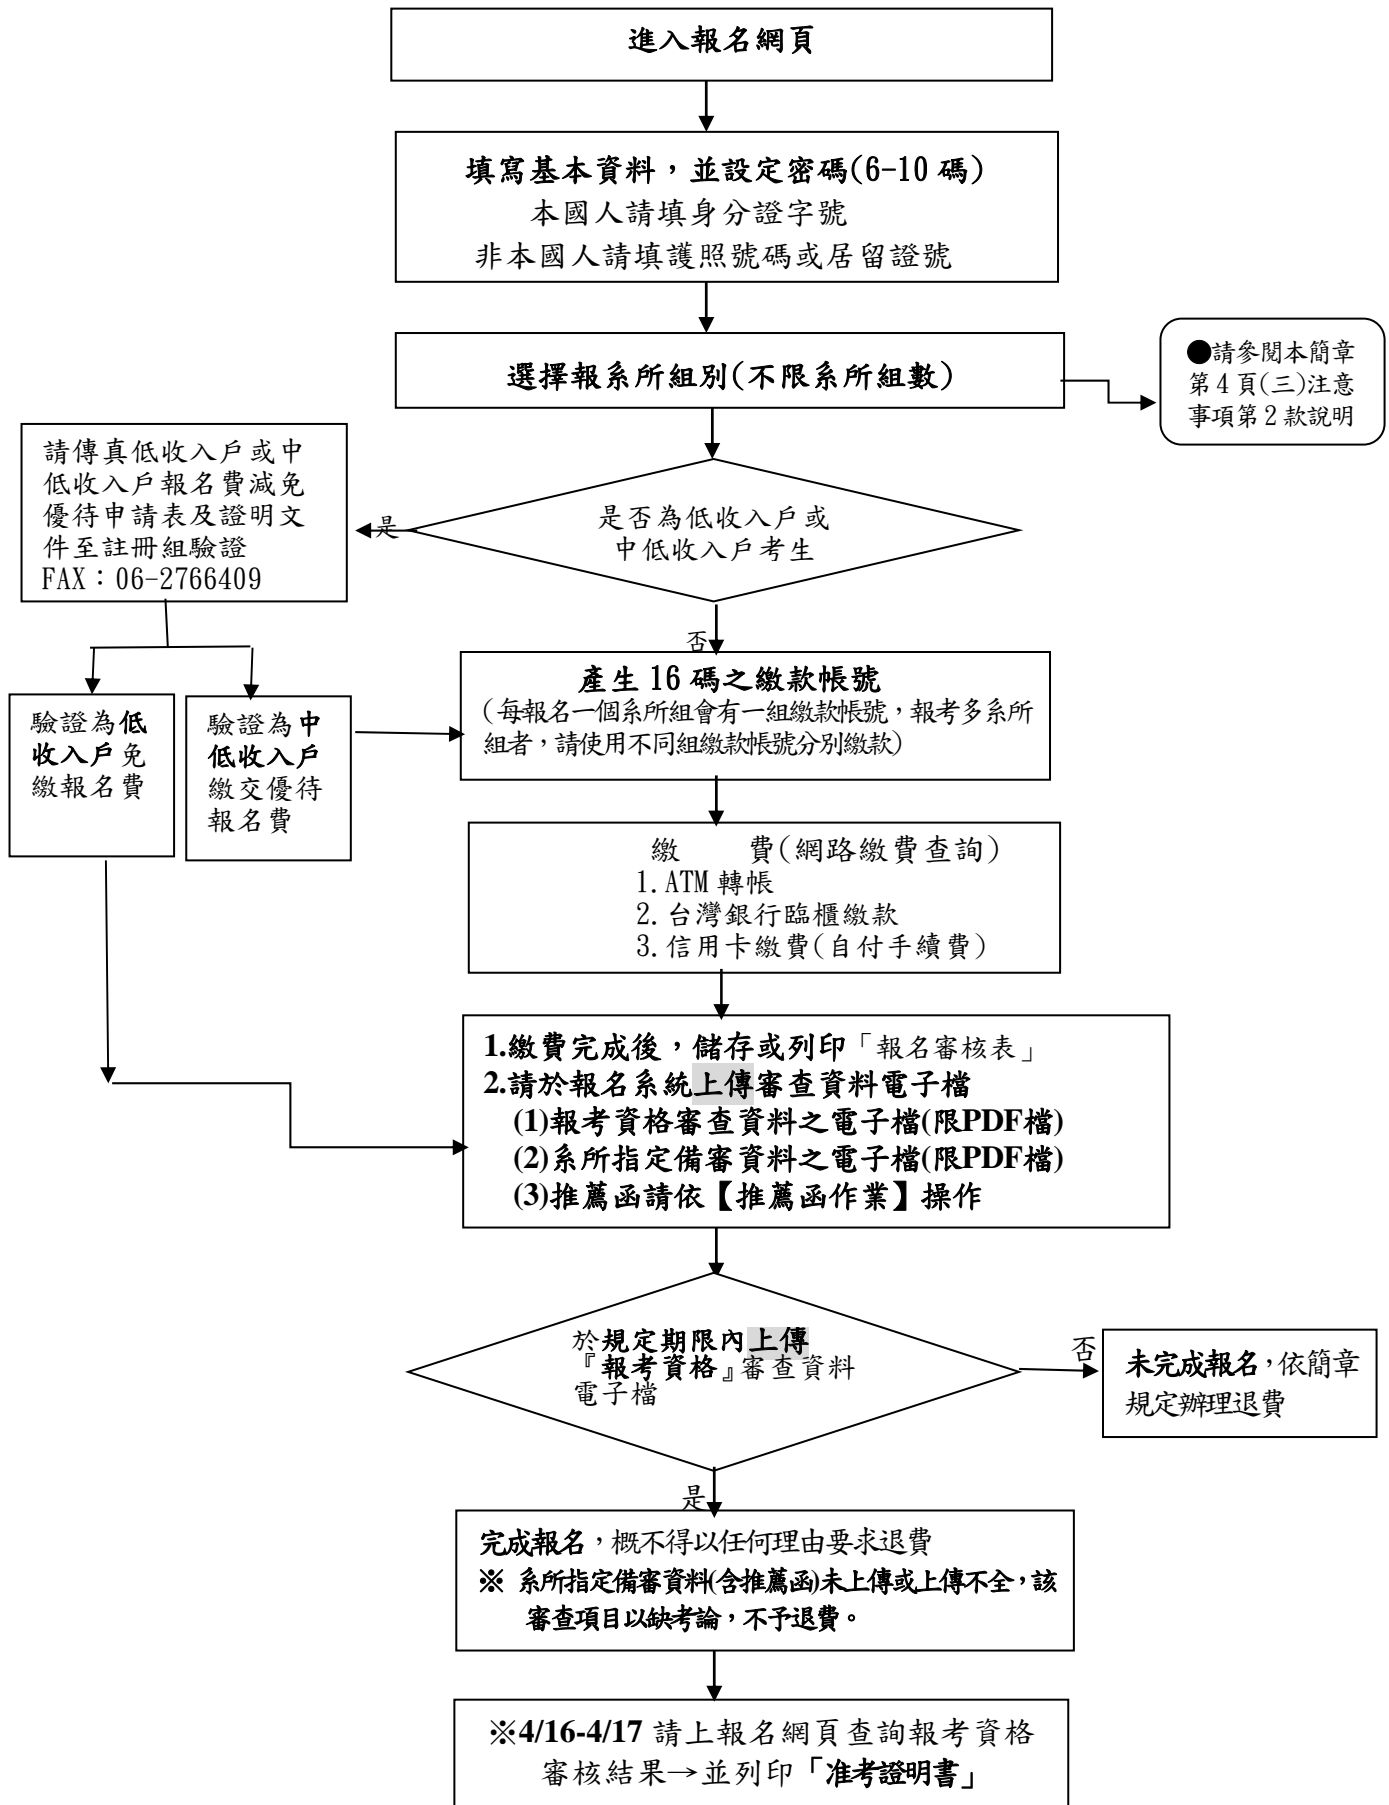 進入報名網頁
填寫基本資料，並設定密碼(6-10 碼)
本國人請填身分證字號
非本國人請填護照號碼或居留證號
選擇報系所組別(不限系所組數)
●請參閱本簡章
第 4 頁(三)注意
事項第 2 款說明
請傳真低收入戶或中
低收入戶報名費減免
優待申請表及證明文
件至註冊組驗證
FAX：06-2766409
是
是否為低收入戶或
中低收入戶考生
否
驗證為低
收入戶免
繳報名費
驗證為中
低收入戶
繳交優待
報名費
產生 16 碼之繳款帳號
(每報名一個系所組會有一組繳款帳號，報考多系所
組者，請使用不同組繳款帳號分別繳款)
繳　　費(網路繳費查詢)
1.ATM 轉帳
2.台灣銀行臨櫃繳款
3.信用卡繳費(自付手續費)
1.繳費完成後，儲存或列印「報名審核表」
2.請於報名系統上傳審查資料電子檔
(1)報考資格審查資料之電子檔(限PDF檔)
(2)系所指定備審資料之電子檔(限PDF檔)
(3)推薦函請依【推薦函作業】操作
於規定期限內上傳
『報考資格』審查資料
電子檔
否
未完成報名，依簡章
規定辦理退費
是
完成報名，概不得以任何理由要求退費
※ 系所指定備審資料(含推薦函)未上傳或上傳不全，該
審查項目以缺考論，不予退費。
※4/16-4/17 請上報名網頁查詢報考資格
審核結果→並列印「准考證明書」